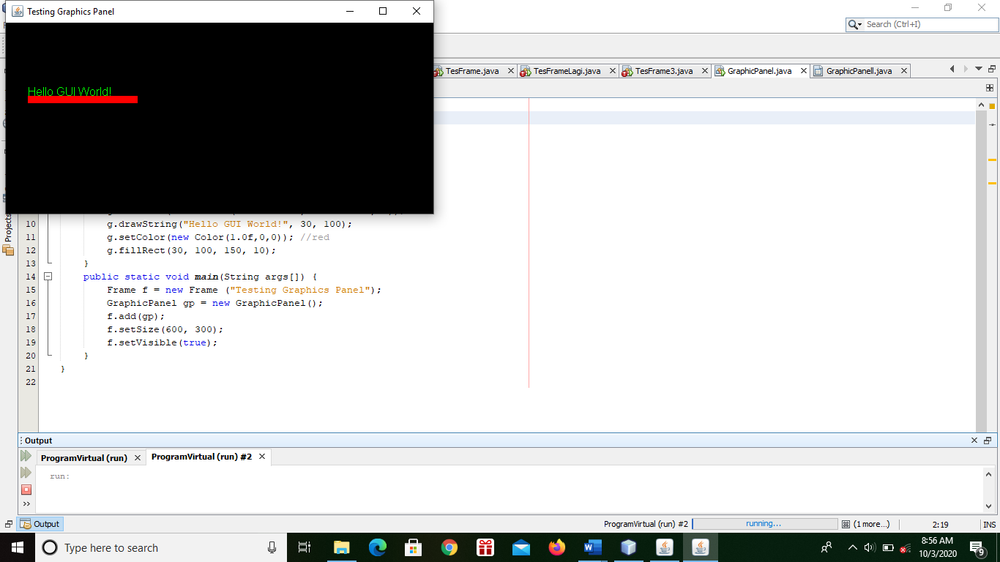 Testing Graphics Panel
Search (Ctrl+I)
TesFrame.java
TesFrameLagi.java
TesFrame3.java
GraphicPanel.java
GraphicPanell.java
Hello GUI World!
Projects
10 g.drawString("Hello GUI World!", 30, 100);
11 g.setColor(new Color(1.0f,0,0)); //red
12 g.fillRect(30, 100, 150, 10);
13 }
14 public static void main(String args[]) {
15 Frame f = new Frame ("Testing Graphics Panel");
16 GraphicPanel gp = new GraphicPanel();
17 f.add(gp);
18 f.setSize(600, 300);
19 f.setVisible(true);
20 }
21 }
22
Output
ProgramVirtual (run)
ProgramVirtual (run) #2
run:
Output
ProgramVirtual (run) #2
running...
(1 more...)
2:19
INS
Type here to search
8:56 AM
10/3/2020
9